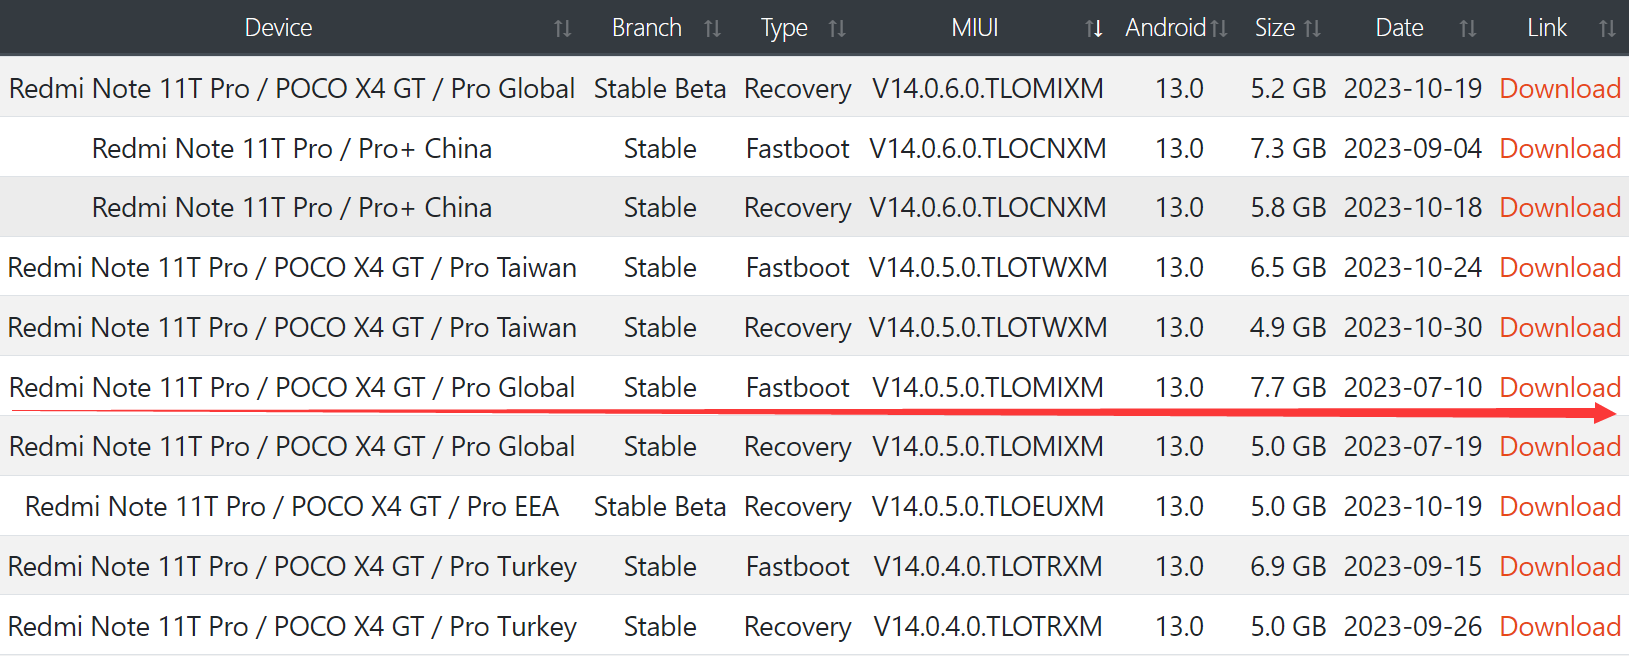 Device Branch Type MIUI Android Size Date Link
Redmi Note 11T Pro / POCO X4 GT / Pro Global Stable Beta Recovery V14.0.6.0.TLOMIXM 13.0 5.2 GB 2023-10-19 Download
Redmi Note 11T Pro / Pro+ China Stable Fastboot V14.0.6.0.TLOCNXM 13.0 7.3 GB 2023-09-04 Download
Redmi Note 11T Pro / Pro+ China Stable Recovery V14.0.6.0.TLOCNXM 13.0 5.8 GB 2023-10-18 Download
Redmi Note 11T Pro / POCO X4 GT / Pro Taiwan Stable Fastboot V14.0.5.0.TLOTWXM 13.0 6.5 GB 2023-10-24 Download
Redmi Note 11T Pro / POCO X4 GT / Pro Taiwan Stable Recovery V14.0.5.0.TLOTWXM 13.0 4.9 GB 2023-10-30 Download
Redmi Note 11T Pro / POCO X4 GT / Pro Global Stable Fastboot V14.0.5.0.TLOMIXM 13.0 7.7 GB 2023-07-10 Download
Redmi Note 11T Pro / POCO X4 GT / Pro Global Stable Recovery V14.0.5.0.TLOMIXM 13.0 5.0 GB 2023-07-19 Download
Redmi Note 11T Pro / POCO X4 GT / Pro EEA Stable Beta Recovery V14.0.5.0.TLOEUXM 13.0 5.0 GB 2023-10-19 Download
Redmi Note 11T Pro / POCO X4 GT / Pro Turkey Stable Fastboot V14.0.4.0.TLOTRXM 13.0 6.9 GB 2023-09-15 Download
Redmi Note 11T Pro / POCO X4 GT / Pro Turkey Stable Recovery V14.0.4.0.TLOTRXM 13.0 5.0 GB 2023-09-26 Download